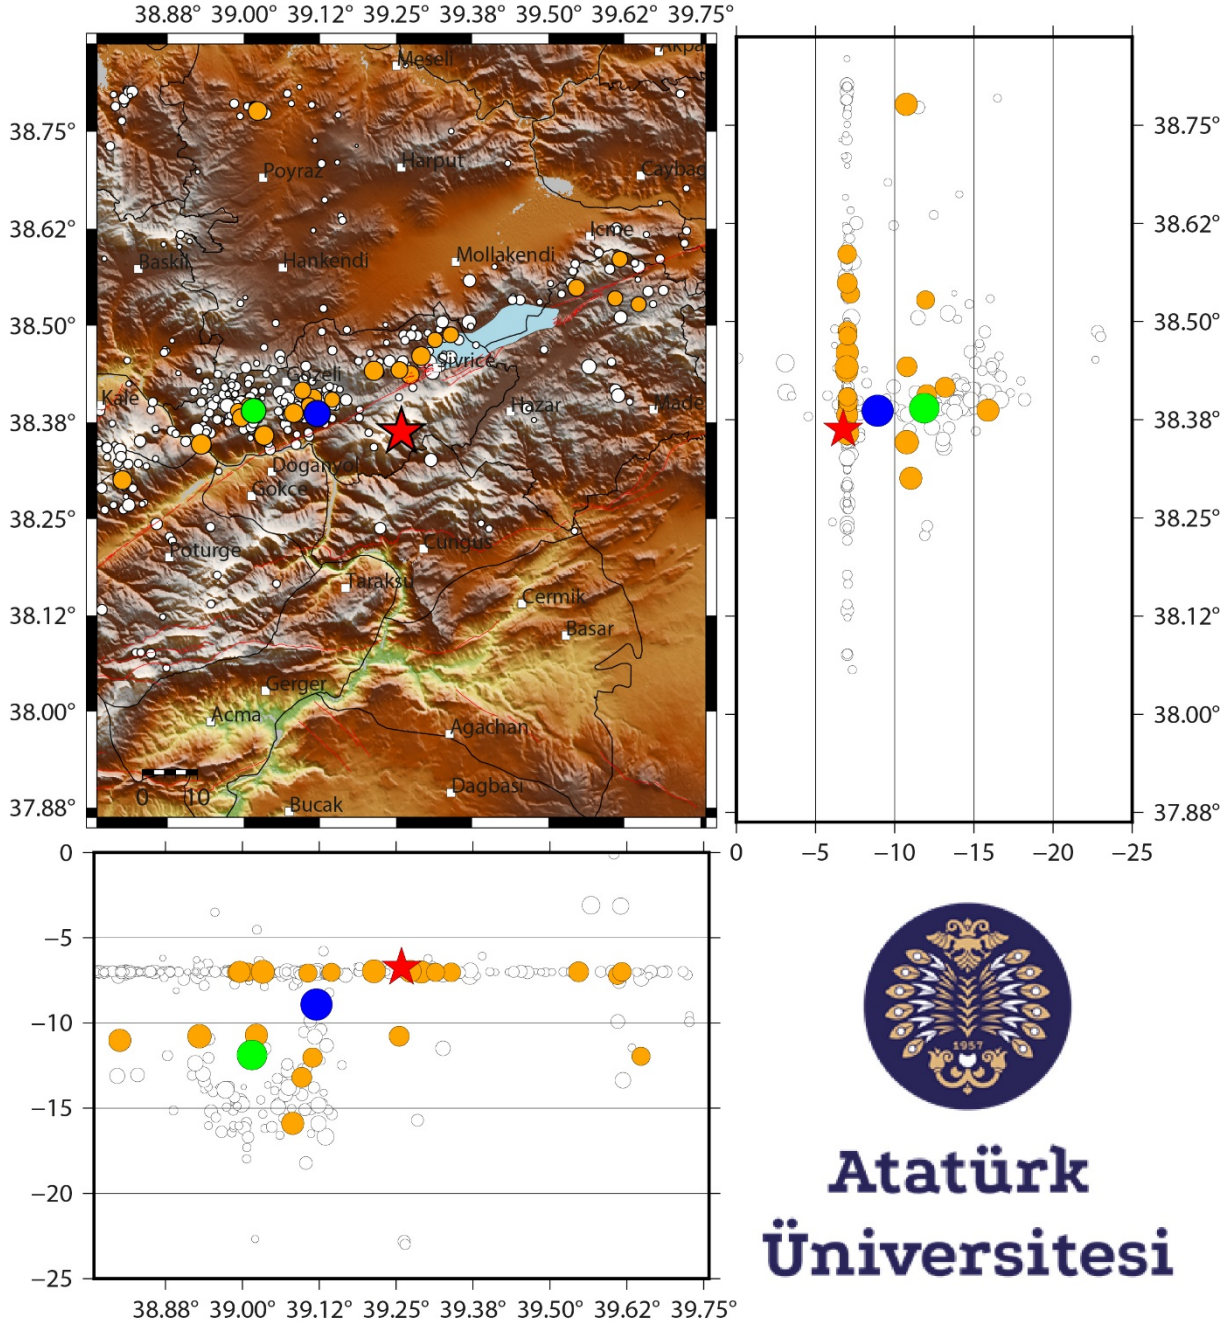 38.88° 39.00° 39.12° 39.25° 39.38° 39.50° 39.62° 39.75°
38.75°
38.62°
38.50°
38.38°
38.25°
38.12°
38.00°
37.88°
Meseli
Poyraz
Harput
Baskil
Hankendi
Mollakendi
Icme
Gozeli
Sivrice
Kale
Hazar
Made
Doganyol
Gokce
Poturge
Cungus
Taraksu
Cermik
Basar
Gerger
Acma
Agachan
Dagbasi
Bucak
0 10
38.75°
38.62°
38.50°
38.38°
38.25°
38.12°
38.00°
37.88°
0 −5 −10 −15 −20 −25
0
−5
−10
−15
−20
−25
38.88° 39.00° 39.12° 39.25° 39.38° 39.50° 39.62° 39.75°
1957
Atatürk
Üniversitesi